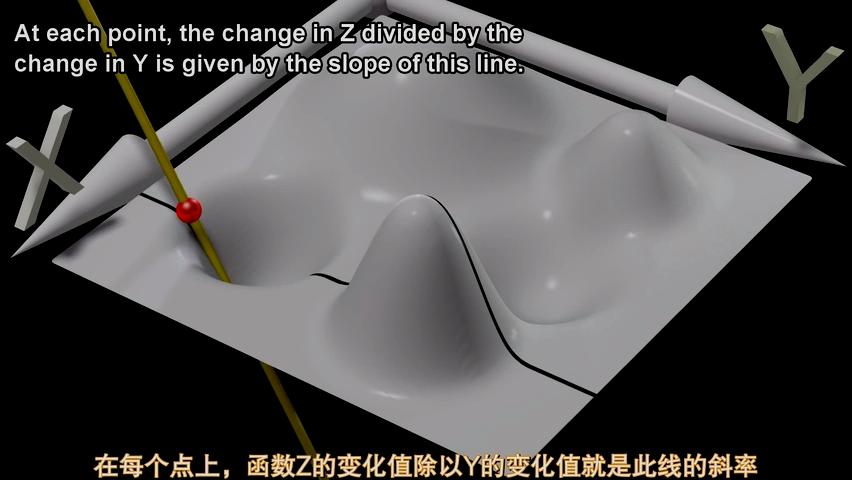 At each point, the change in Z divided by the
change in Y is given by the slope of this line.
Y
X
在每个点上，函数Z的变化值除以Y的变化值就是此线的斜率